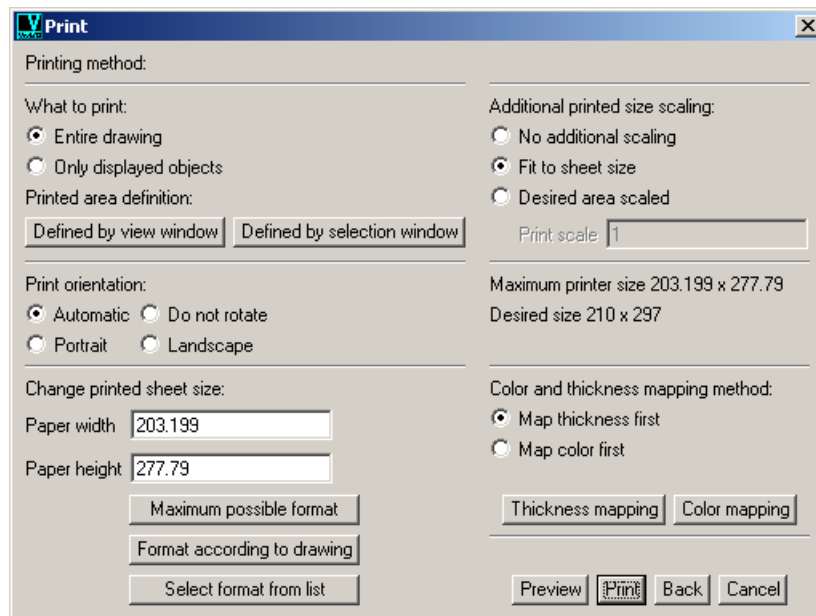 Print
Printing method:
What to print:
Entire drawing
Only displayed objects
Printed area definition:
Defined by view window
Defined by selection window
Additional printed size scaling:
No additional scaling
Fit to sheet size
Desired area scaled
Print scale 1
Print orientation:
Automatic Do not rotate
Portrait Landscape
Maximum printer size 203.199 x 277.79
Desired size 210 x 297
Change printed sheet size:
Paper width 203.199
Paper height 277.79
Maximum possible format
Format according to drawing
Select format from list
Color and thickness mapping method:
Map thickness first
Map color first
Thickness mapping Color mapping
Preview Print Back Cancel